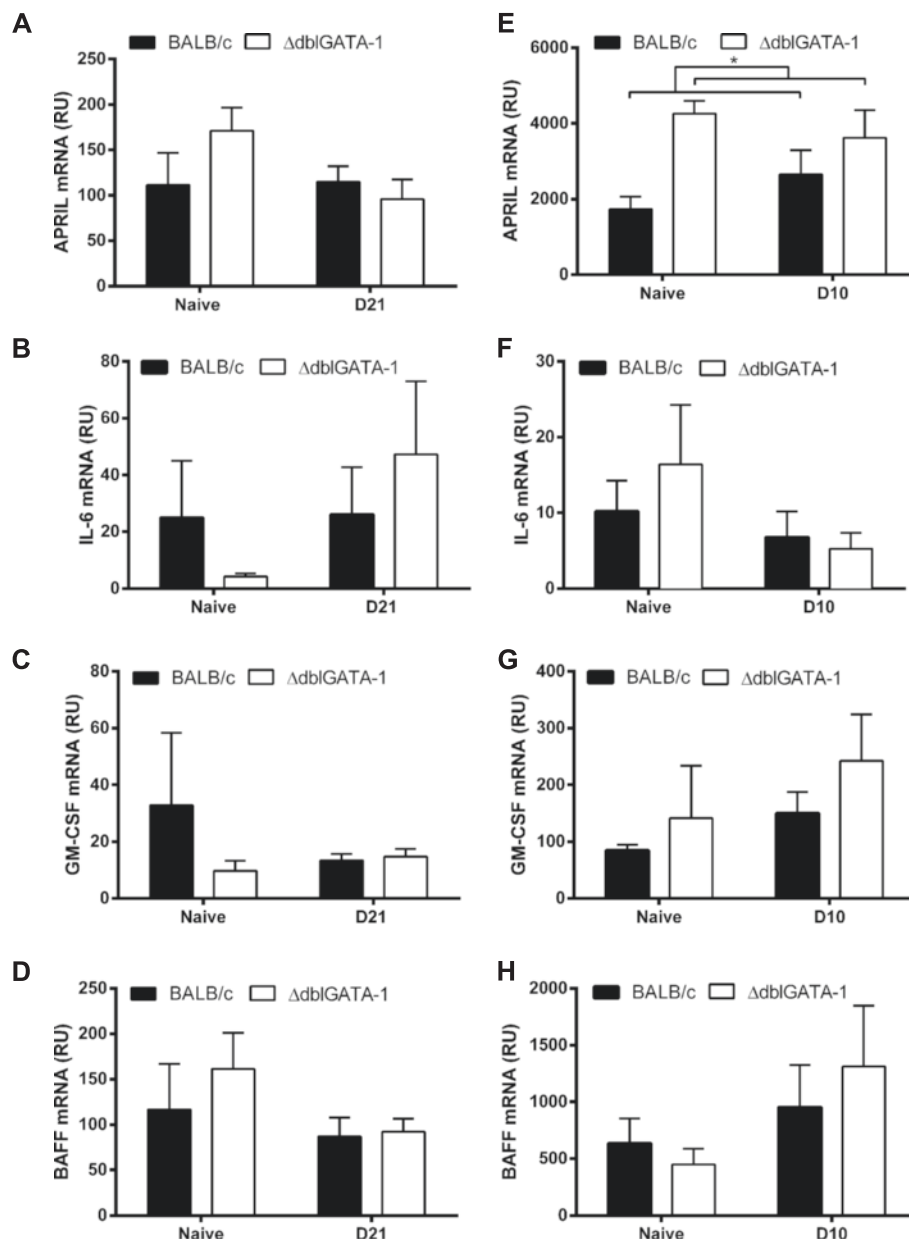 A
BALB/c ΔdblGATA-1
APRIL mRNA (RU)
250
200
150
100
50
0
Naive D21
E
BALB/c ΔdblGATA-1
APRIL mRNA (RU)
6000
4000
2000
0
*
Naive D10
B
BALB/c ΔdblGATA-1
IL-6 mRNA (RU)
80
60
40
20
0
Naive D21
F
BALB/c ΔdblGATA-1
IL-6 mRNA (RU)
30
20
10
0
Naive D10
C
BALB/c ΔdblGATA-1
GM-CSF mRNA (RU)
80
60
40
20
0
Naive D21
G
BALB/c ΔdblGATA-1
GM-CSF mRNA (RU)
400
300
200
100
0
Naive D10
D
BALB/c ΔdblGATA-1
BAFF mRNA (RU)
250
200
150
100
50
0
Naive D21
H
BALB/c ΔdblGATA-1
BAFF mRNA (RU)
2000
1500
1000
500
0
Naive D10